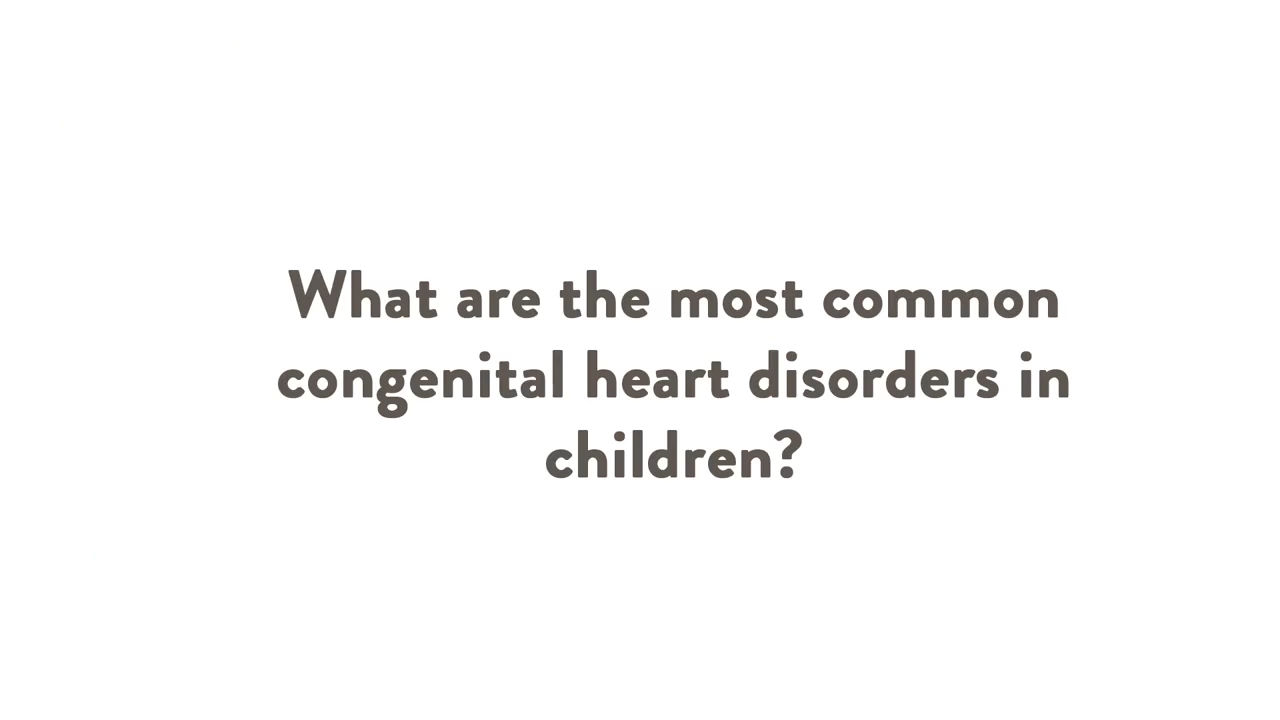 What are the most common
congenital heart disorders in
children?